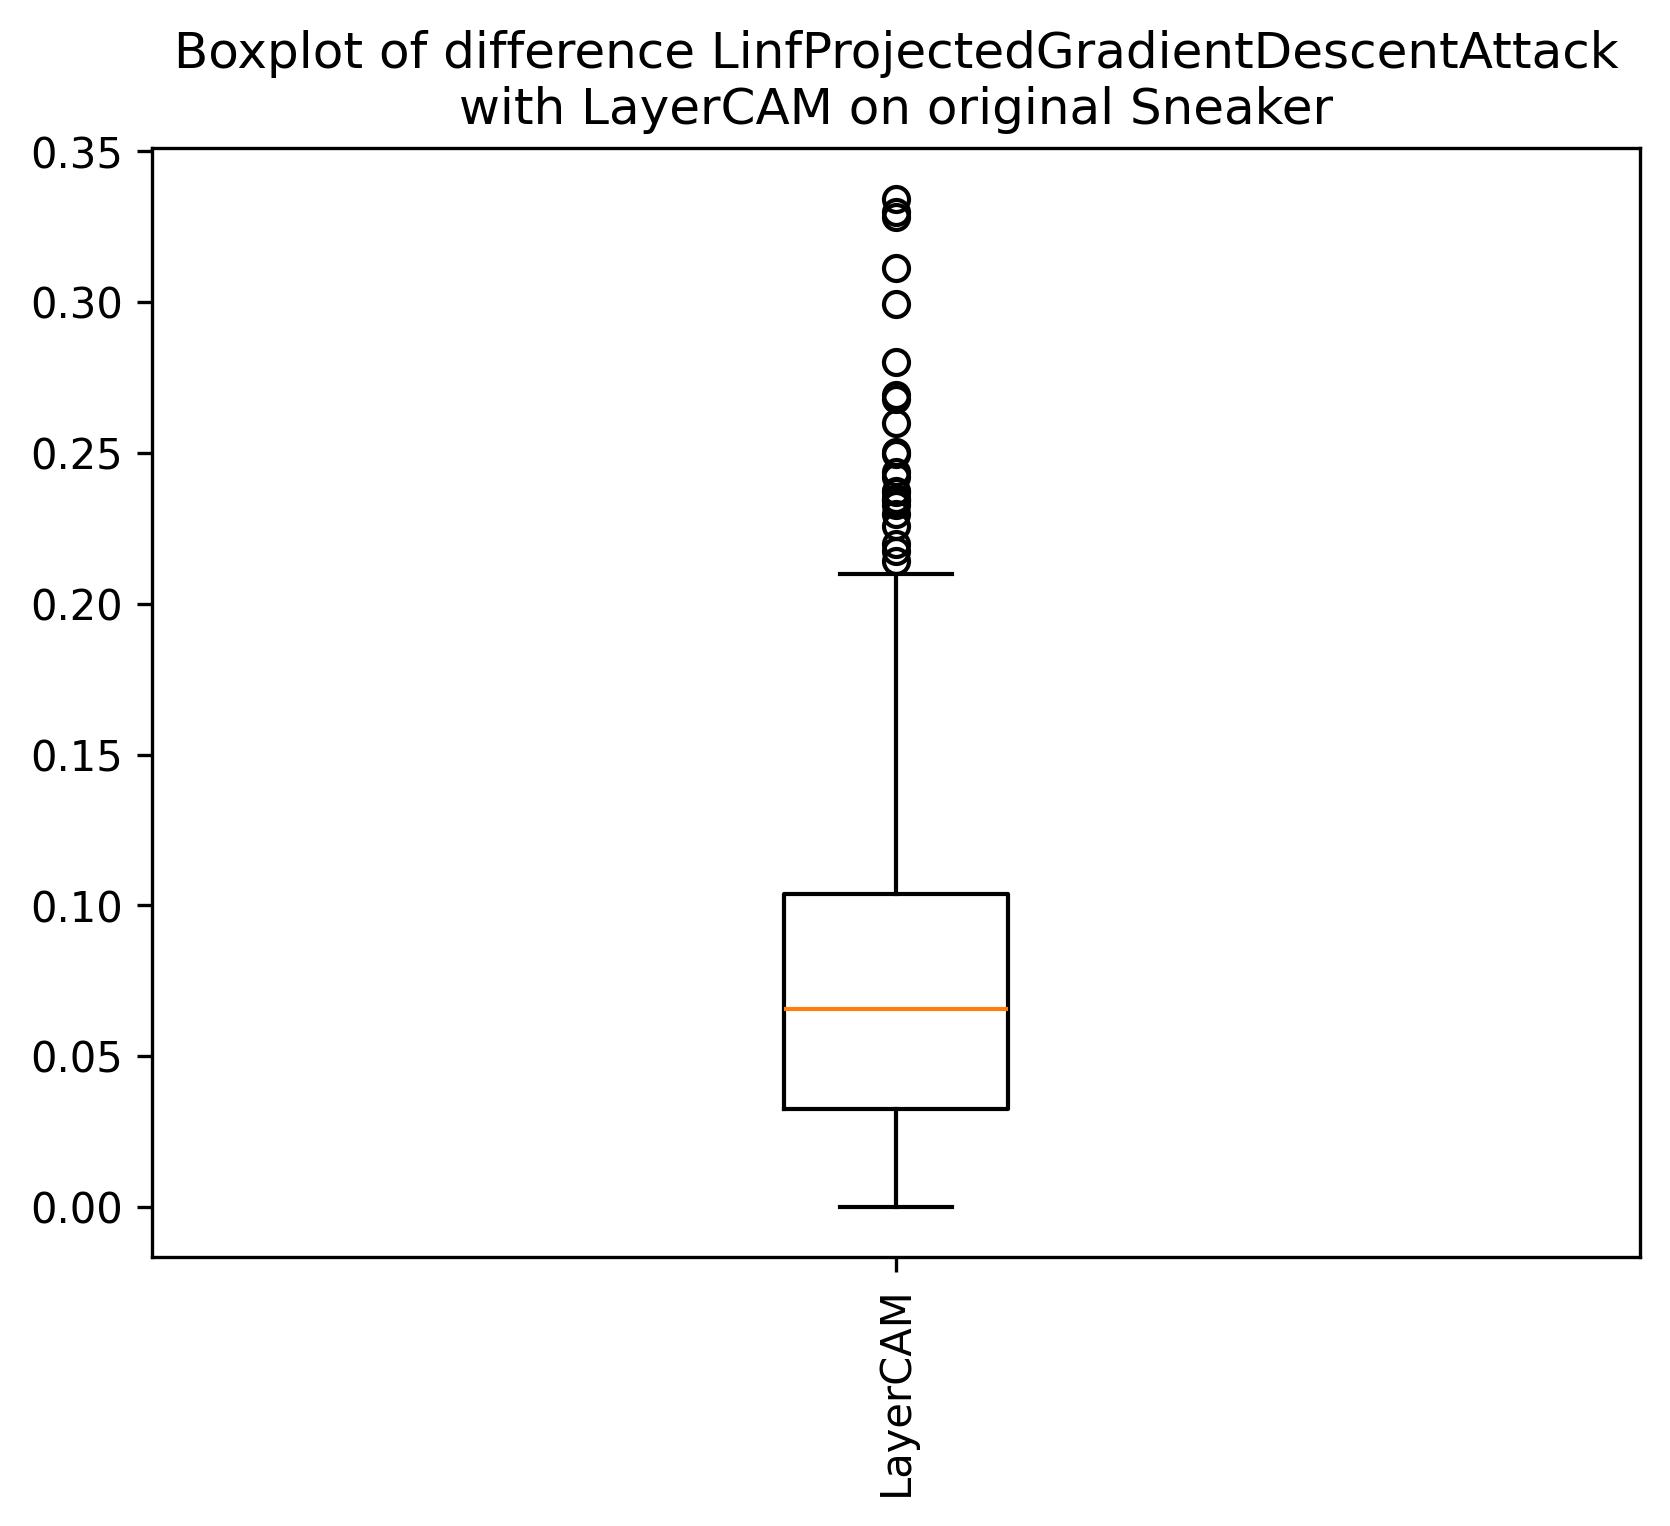 Boxplot of difference LinfProjectedGradientDescentAttack
with LayerCAM on original Sneaker
0.35
0.30
0.25
0.20
0.15
0.10
0.05
0.00
LayerCAM